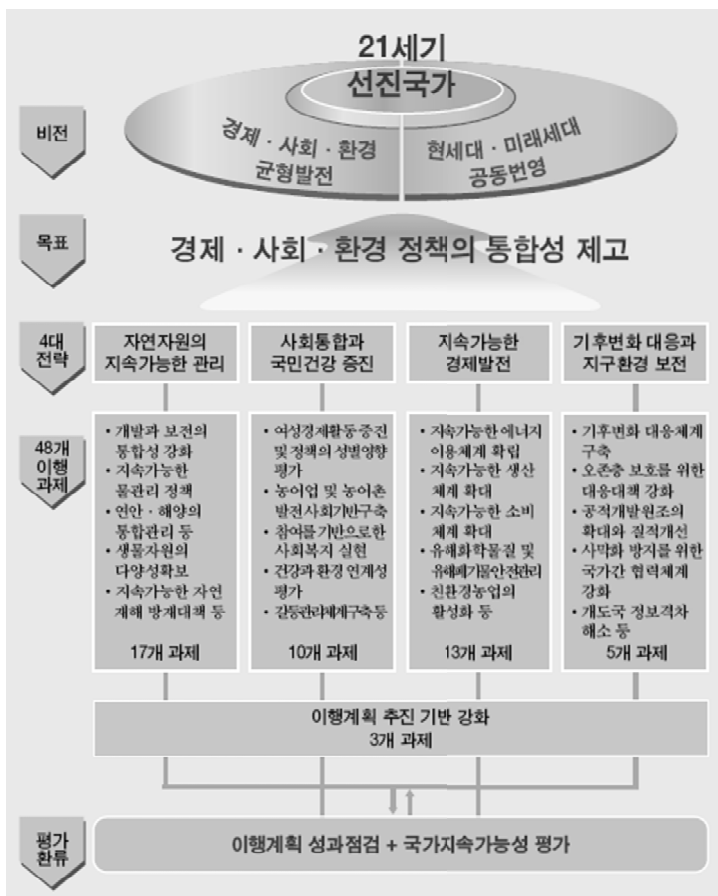 21세기
선진국가
비전
경제 · 사회 · 환경
균형발전
현세대 · 미래세대
공동번영
목표
경제 · 사회 · 환경 정책의 통합성 제고
4대
전략
자연자원의
지속가능한 관리
사회통합과
국민건강 증진
지속가능한
경제발전
기후변화 대응과
지구환경 보전
48개
이행
과제
• 개발과 보전의
통합성 강화
• 지속가능한
물관리 정책
• 연안 · 해양의
통합관리 등
• 생물자원의
다양성확보
• 지속가능한 자연
재해 방재대책 등
17개 과제
• 여성경제활동증진
및 정책의 성별영향
평가
• 농어업 및 농어촌
발전사회기반구축
• 참여를기반으로한
사회복지 실현
• 건강과 환경 연계성
평가
• 갈등관리체계구축등
10개 과제
• 지속가능한에너지
이용체계 확립
• 지속가능한 생산
체계 확대
• 지속가능한 소비
체계 확대
• 유해화학물질 및
유해폐기물안전관리
• 친환경농업의
활성화 등
13개 과제
• 기후변화 대응체계
구축
• 오존층 보호를 위한
대응대책 강화
• 공적개발원조의
확대와 질적개선
• 사막화 방지를 위한
국가간 협력체계
강화
• 개도국 정보격차
해소 등
5개 과제
이행계획 추진 기반 강화
3개 과제
평가
환류
이행계획 성과점검 + 국가지속가능성 평가